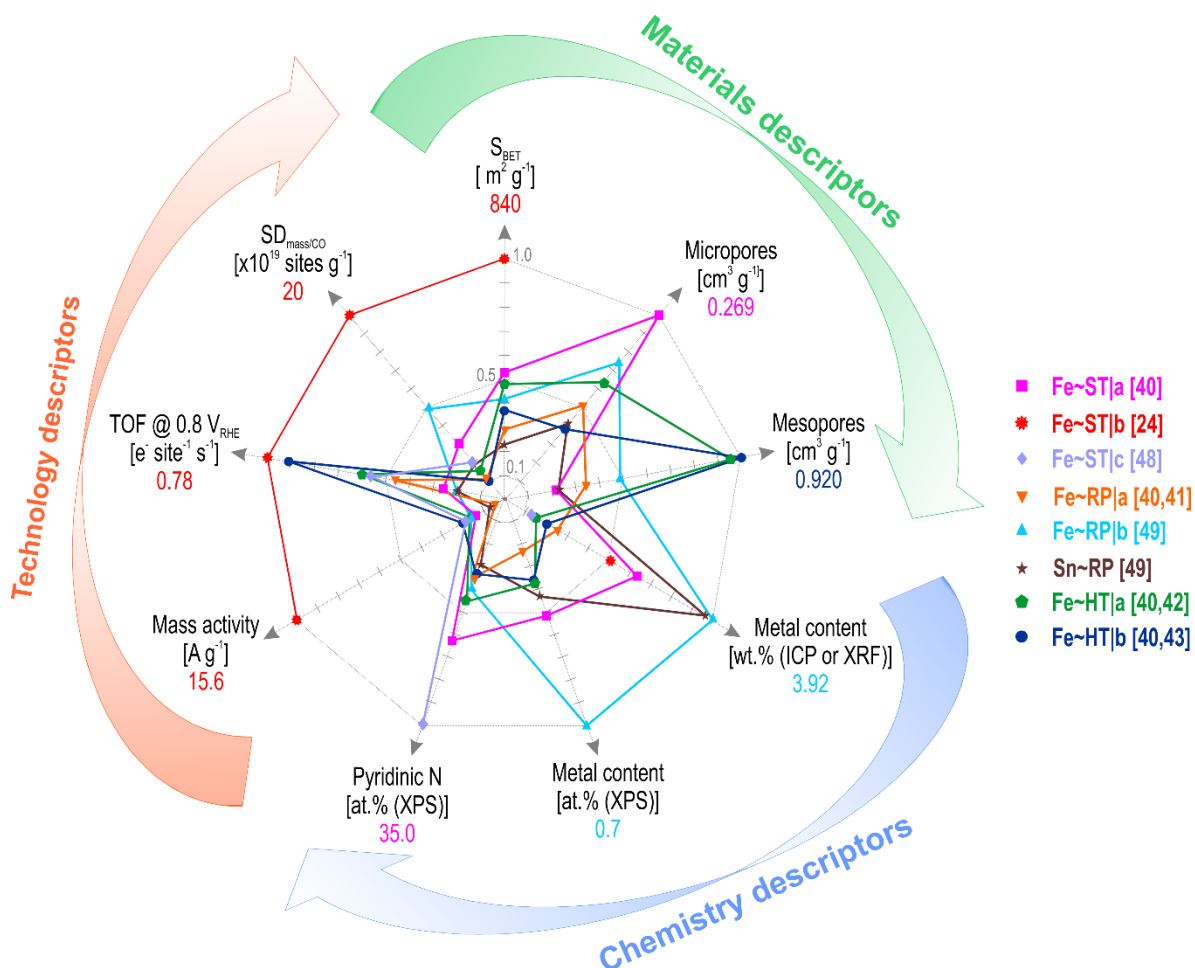 Materials descriptors
S_BET
[ m² g⁻¹]
840
SD_mass/CO
[x10¹⁹ sites g⁻¹]
20
Micropores
[cm³ g⁻¹]
0.269
1.0
0.5
0.1
Technology descriptors
TOF @ 0.8 V_RHE
[e⁻ site⁻¹ s⁻¹]
0.78
Mesopores
[cm³ g⁻¹]
0.920
Fe~ST|a [40]
Fe~ST|b [24]
Fe~ST|c [48]
Fe~RP|a [40,41]
Fe~RP|b [49]
Sn~RP [49]
Fe~HT|a [40,42]
Fe~HT|b [40,43]
Mass activity
[A g⁻¹]
15.6
Metal content
[wt.% (ICP or XRF)]
3.92
Pyridinic N
[at.% (XPS)]
35.0
Metal content
[at.% (XPS)]
0.7
Chemistry descriptors